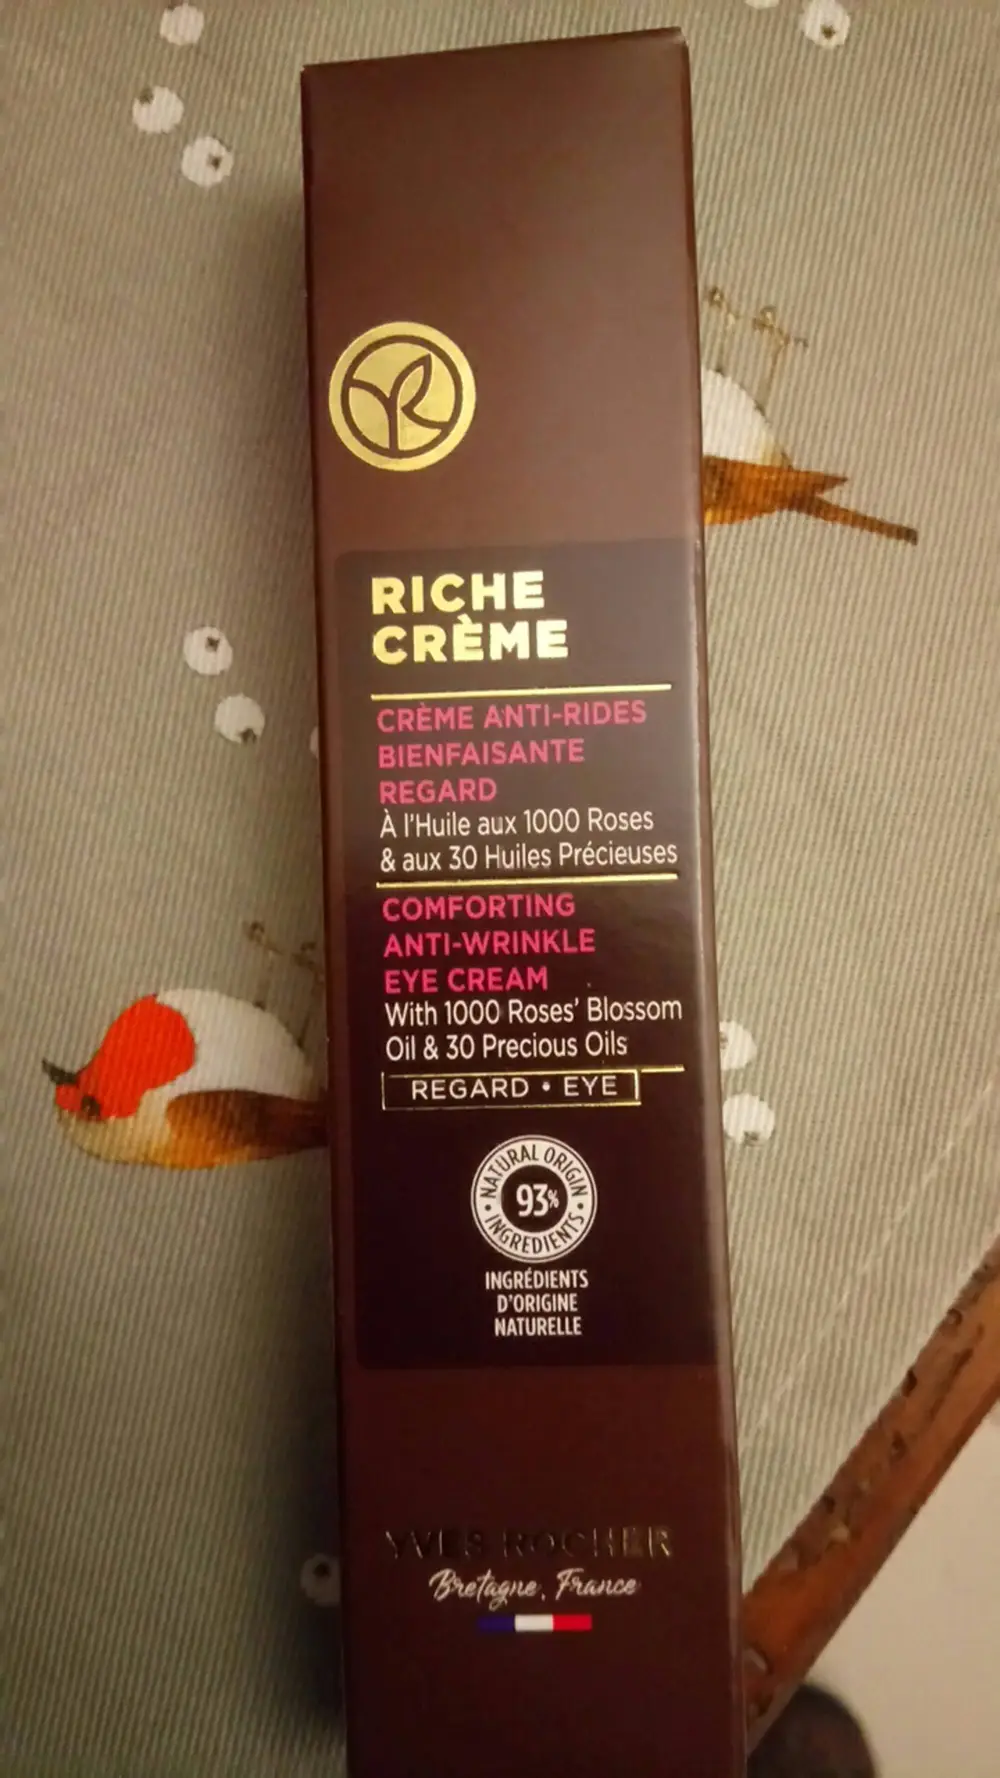 RICHE
CRÈME
CRÈME ANTI-RIDES
BIENFAISANTE
REGARD
À l'Huile aux 1000 Roses
& aux 30 Huiles Précieuses
COMFORTING
ANTI-WRINKLE
EYE CREAM
With 1000 Roses' Blossom
Oil & 30 Precious Oils
REGARD • EYE
NATURAL ORIGIN
93%
INGREDIENTS
INGRÉDIENTS
D'ORIGINE
NATURELLE
YVES ROCHER
Bretagne, France